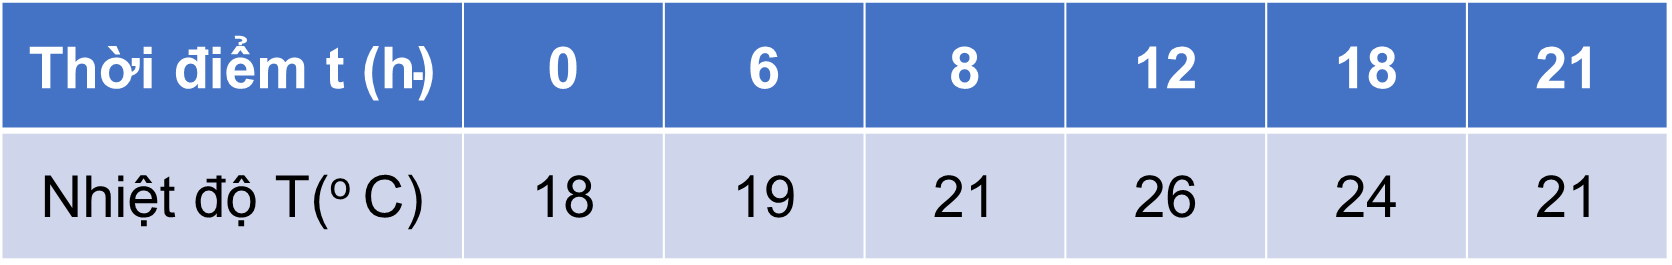 Thời điểm t (h-) 0 6 8 12 18 21
Nhiệt độ T(º C) 18 19 21 26 24 21